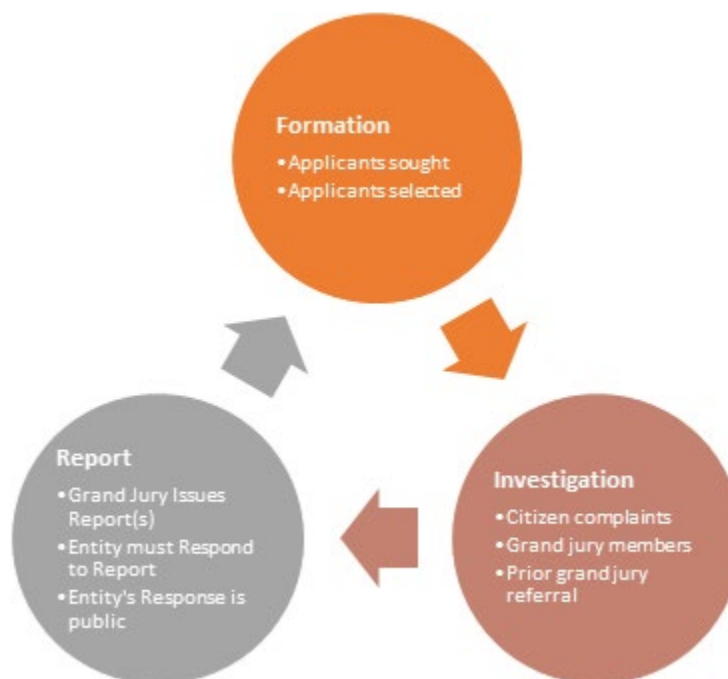 Formation
•Applicants sought
•Applicants selected
Investigation
•Citizen complaints
•Grand jury members
•Prior grand jury
referral
Report
•Grand Jury Issues
Report(s)
•Entity must Respond
to Report
•Entity's Response is
public